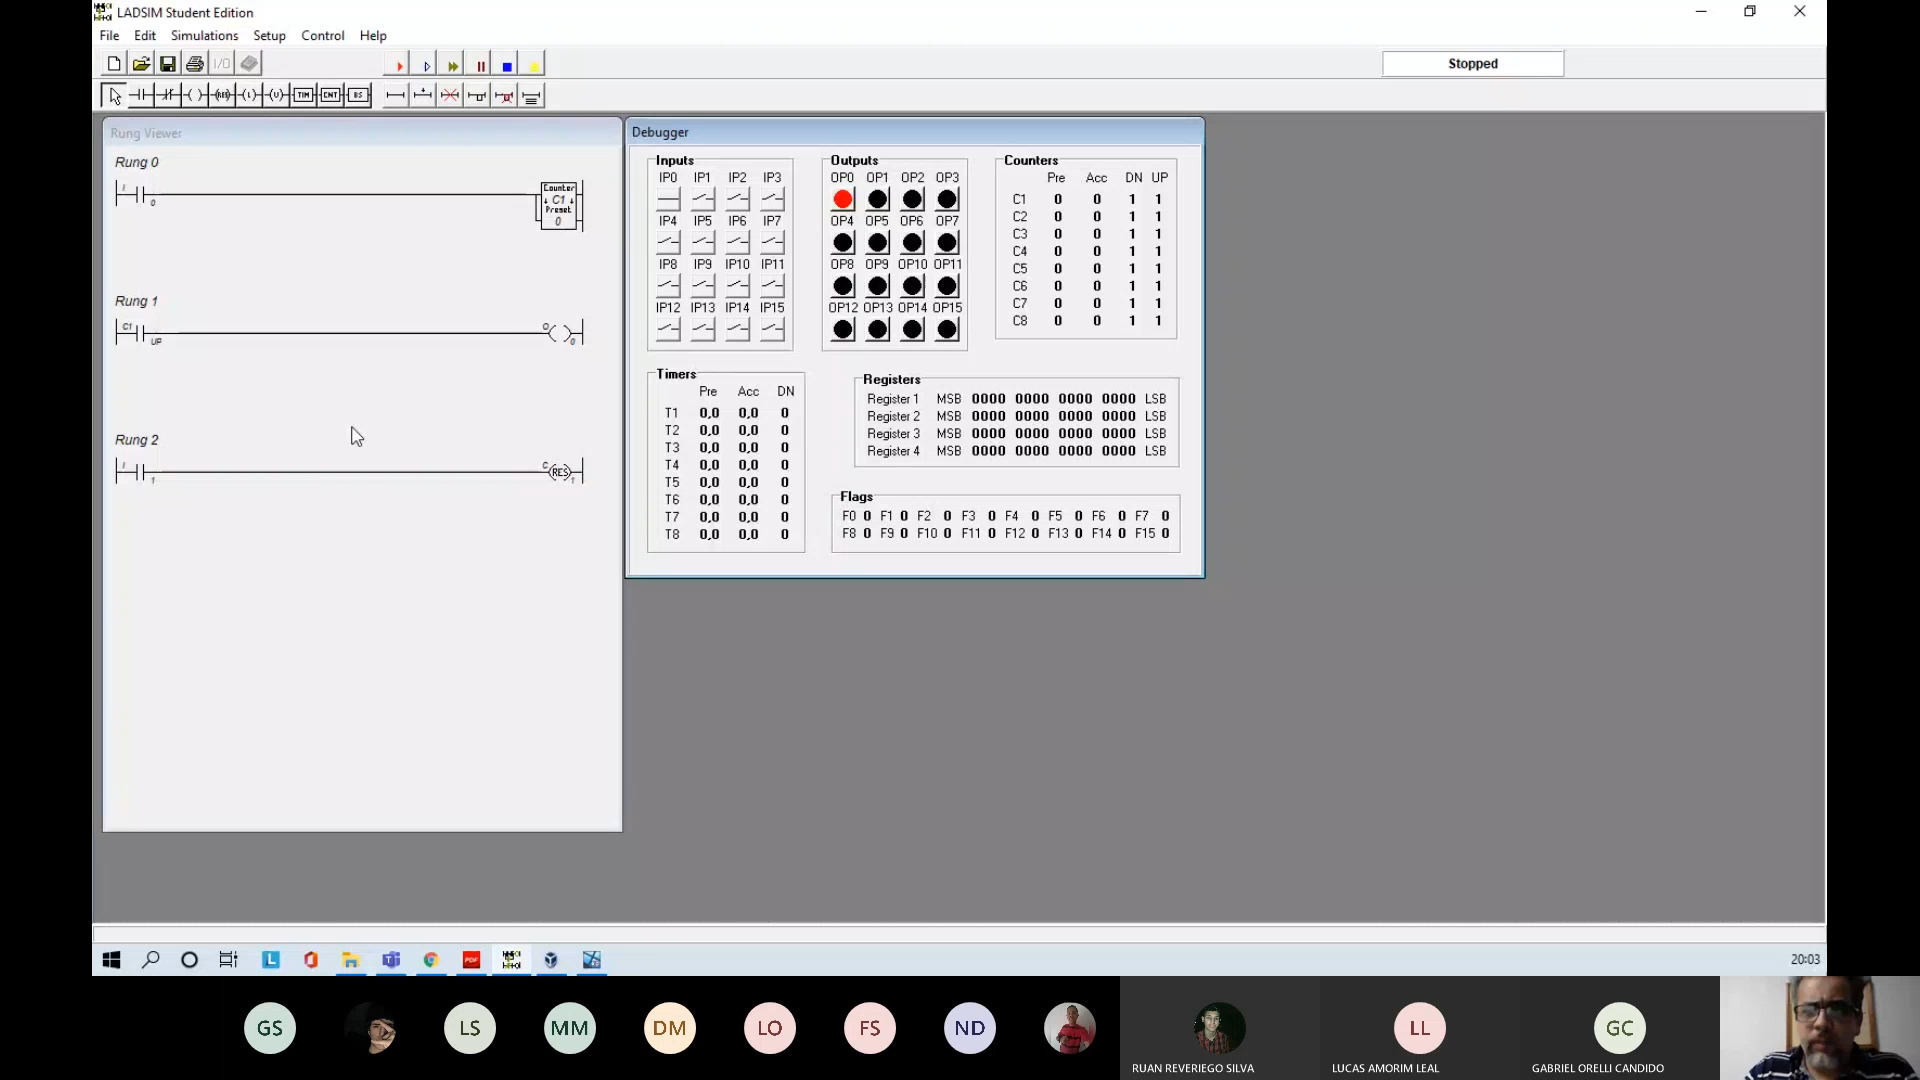 LADSIM Student Edition
File Edit Simulations Setup Control Help
I/O
Stopped
RES L U TIM CNT BS
Rung Viewer
Debugger
Rung 0
I
0
Counter
C1
Preset
0
Rung 1
C1
UP
O
0
Rung 2
I
1
C
RES
1
Inputs
IP0 IP1 IP2 IP3
IP4 IP5 IP6 IP7
IP8 IP9 IP10 IP11
IP12 IP13 IP14 IP15
Outputs
OP0 OP1 OP2 OP3
OP4 OP5 OP6 OP7
OP8 OP9 OP10 OP11
OP12 OP13 OP14 OP15
Counters
Pre Acc DN UP
C1 0 0 1 1
C2 0 0 1 1
C3 0 0 1 1
C4 0 0 1 1
C5 0 0 1 1
C6 0 0 1 1
C7 0 0 1 1
C8 0 0 1 1
Timers
Pre Acc DN
T1 0,0 0,0 0
T2 0,0 0,0 0
T3 0,0 0,0 0
T4 0,0 0,0 0
T5 0,0 0,0 0
T6 0,0 0,0 0
T7 0,0 0,0 0
T8 0,0 0,0 0
Registers
Register 1 MSB 0000 0000 0000 0000 LSB
Register 2 MSB 0000 0000 0000 0000 LSB
Register 3 MSB 0000 0000 0000 0000 LSB
Register 4 MSB 0000 0000 0000 0000 LSB
Flags
F0 0 F1 0 F2 0 F3 0 F4 0 F5 0 F6 0 F7 0
F8 0 F9 0 F10 0 F11 0 F12 0 F13 0 F14 0 F15 0
L
PDF
20:03
GS LS MM DM LO FS ND LL GC
RUAN REVERIEGO SILVA LUCAS AMORIM LEAL GABRIEL ORELLI CANDIDO